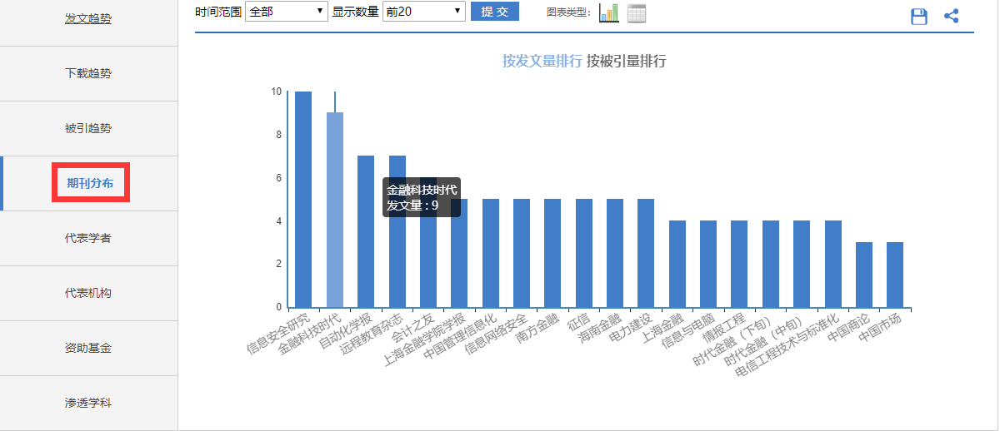 发文趋势
下载趋势
被引趋势
期刊分布
代表学者
代表机构
资助基金
渗透学科
时间范围 全部 显示数量 前20 提 交 图表类型:
按发文量排行 按被引量排行
10
8
6
4
2
0
金融科技时代
发文量 : 9
信息安全研究
金融科技时代
自动化学报
远程教育杂志
会计之友
上海金融学院学报
中国管理信息化
信息网络安全
南方金融
征信
海南金融
电力建设
上海金融
信息与电脑
情报工程
时代金融（下旬）
时代金融（中旬）
电信工程技术与标准化
中国商论
中国市场